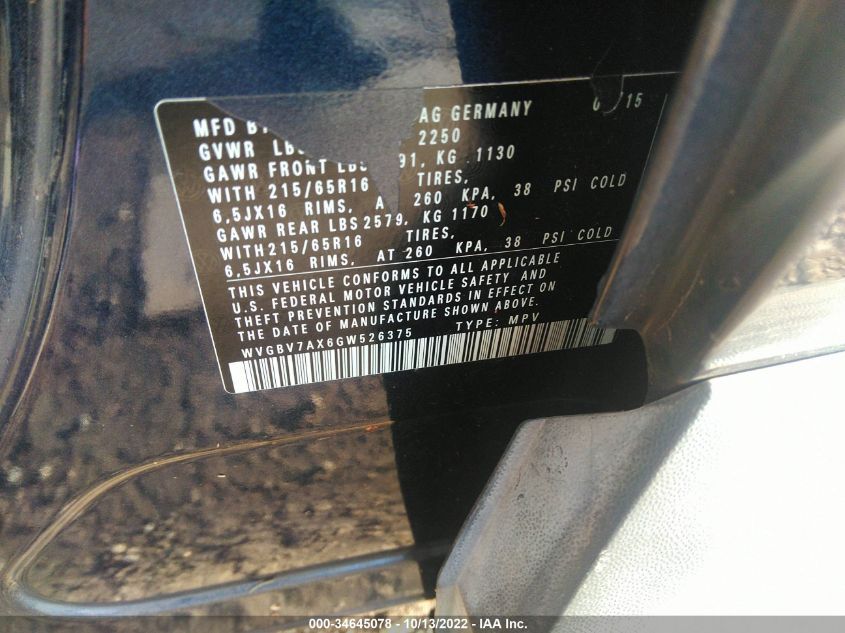 MFD B AG GERMANY 15
GVWR LBS 2250
GAWR FRONT LBS 91, KG 1130
WITH 215/65R16 TIRES,
6,5JX16 RIMS, A 260 KPA, 38 PSI COLD
GAWR REAR LBS 2579, KG 1170
WITH 215/65R16 TIRES,
6,5JX16 RIMS, AT 260 KPA, 38 PSI COLD
THIS VEHICLE CONFORMS TO ALL APPLICABLE
U.S. FEDERAL MOTOR VEHICLE SAFETY AND
THEFT PREVENTION STANDARDS IN EFFECT ON
THE DATE OF MANUFACTURE SHOWN ABOVE.
WVGBV7AX6GW526375 TYPE: MPV
000-34645078 - 10/13/2022 - IAA Inc.